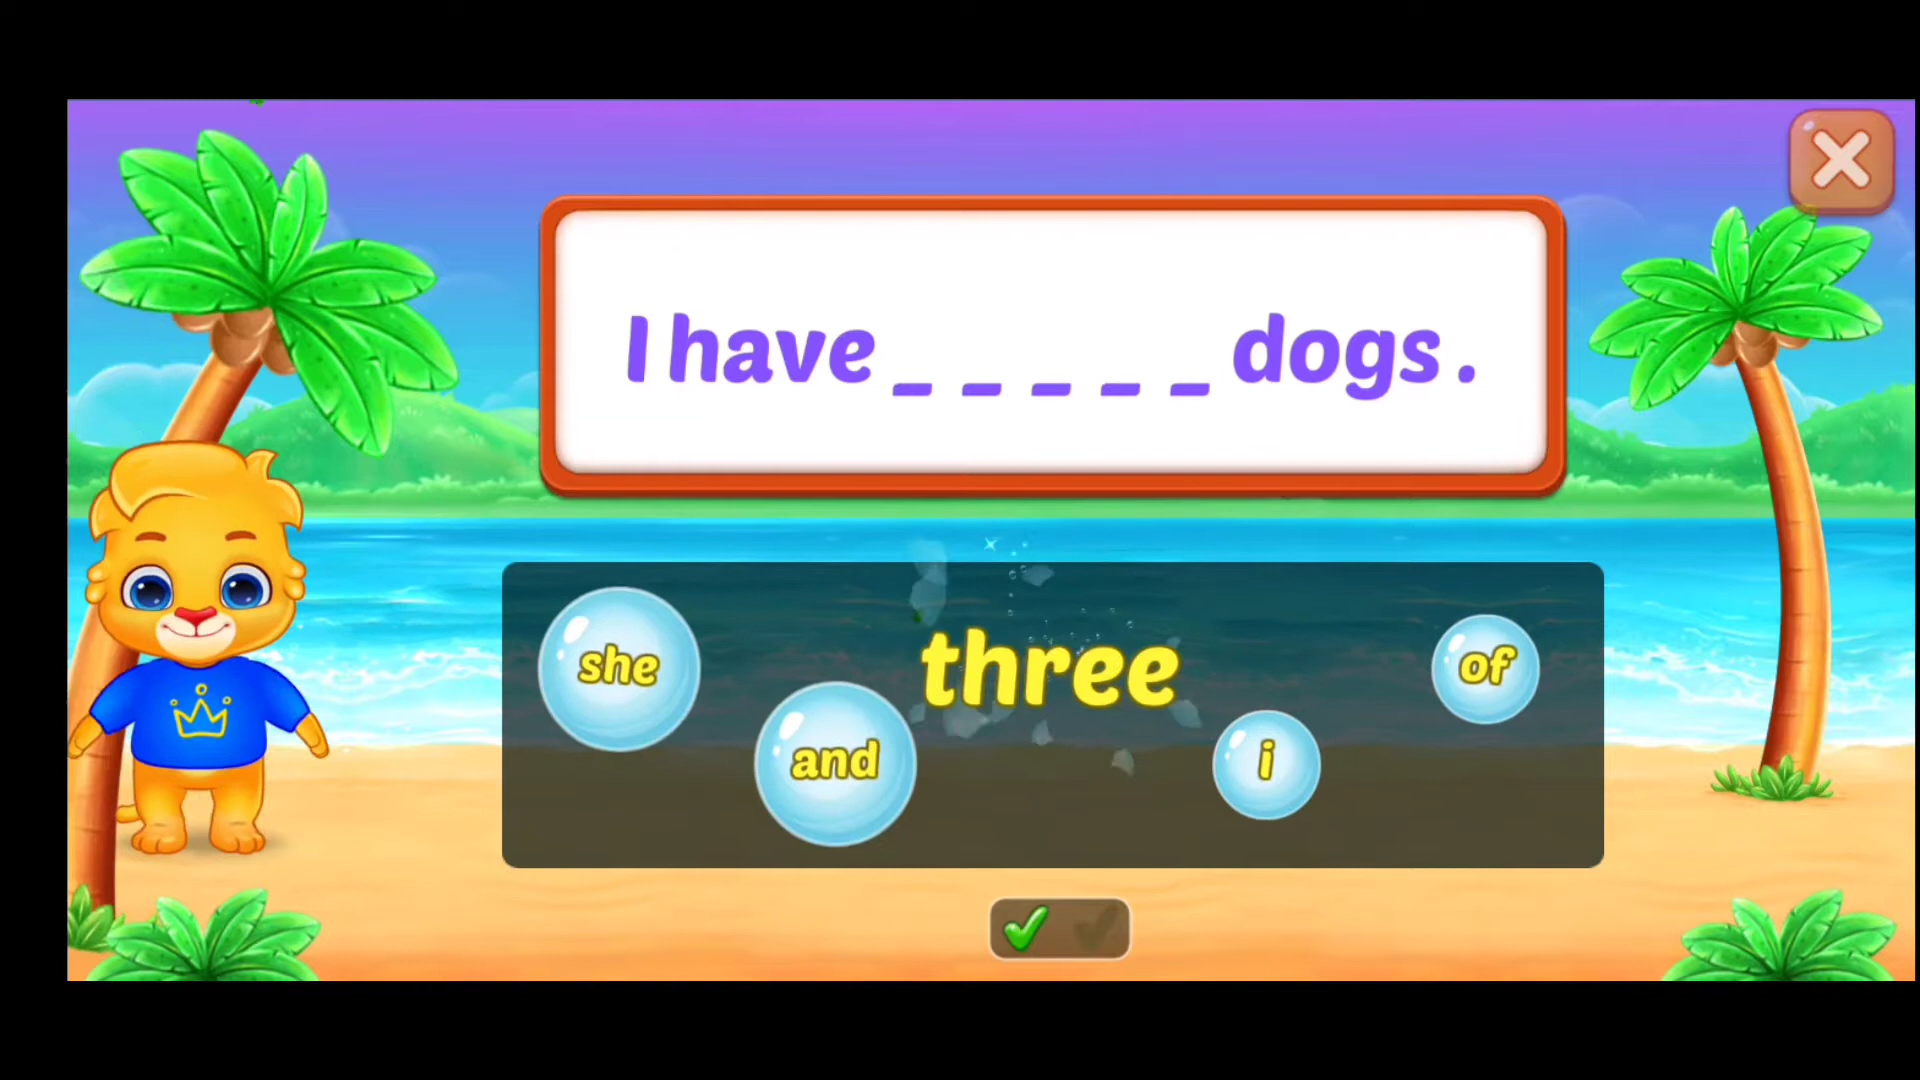 I have _ _ _ _ _ dogs.
she
three
of
and
i